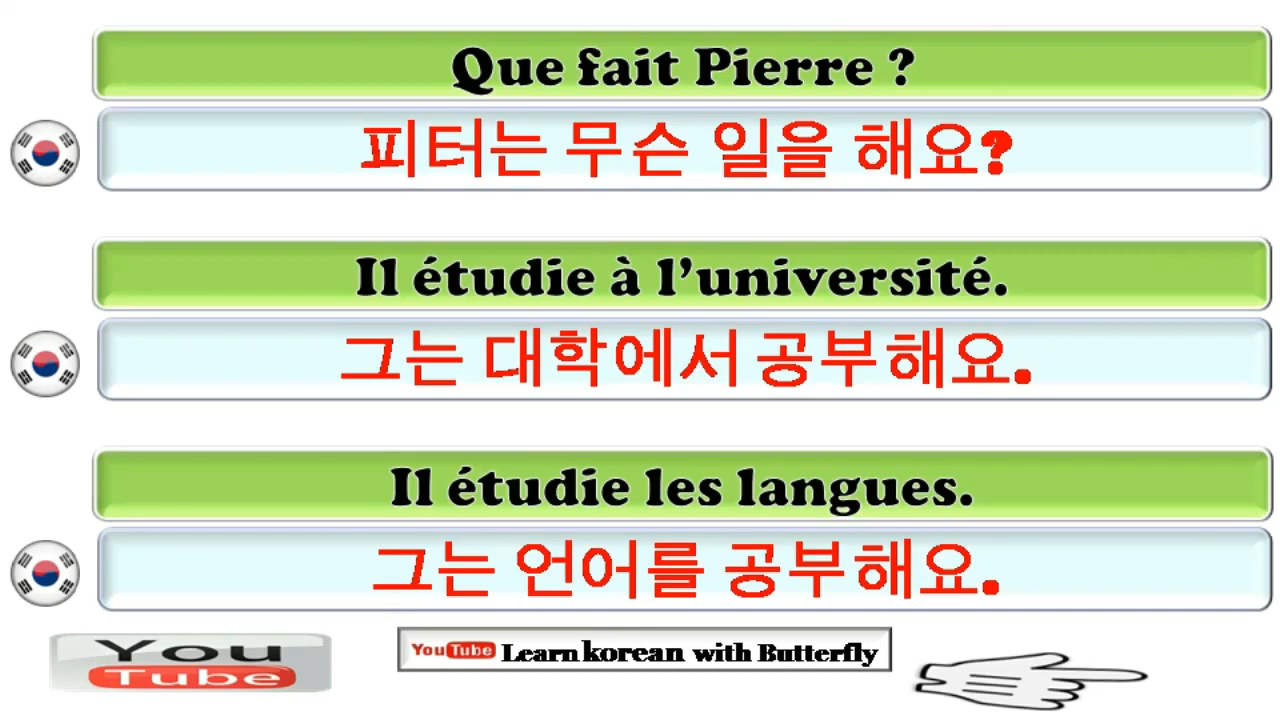 Que fait Pierre ?
피터는 무슨 일을 해요?
Il étudie à l’université.
그는 대학에서 공부해요.
Il étudie les langues.
그는 언어를 공부해요.
You
Tube
YouTube Learn korean with Butterfly